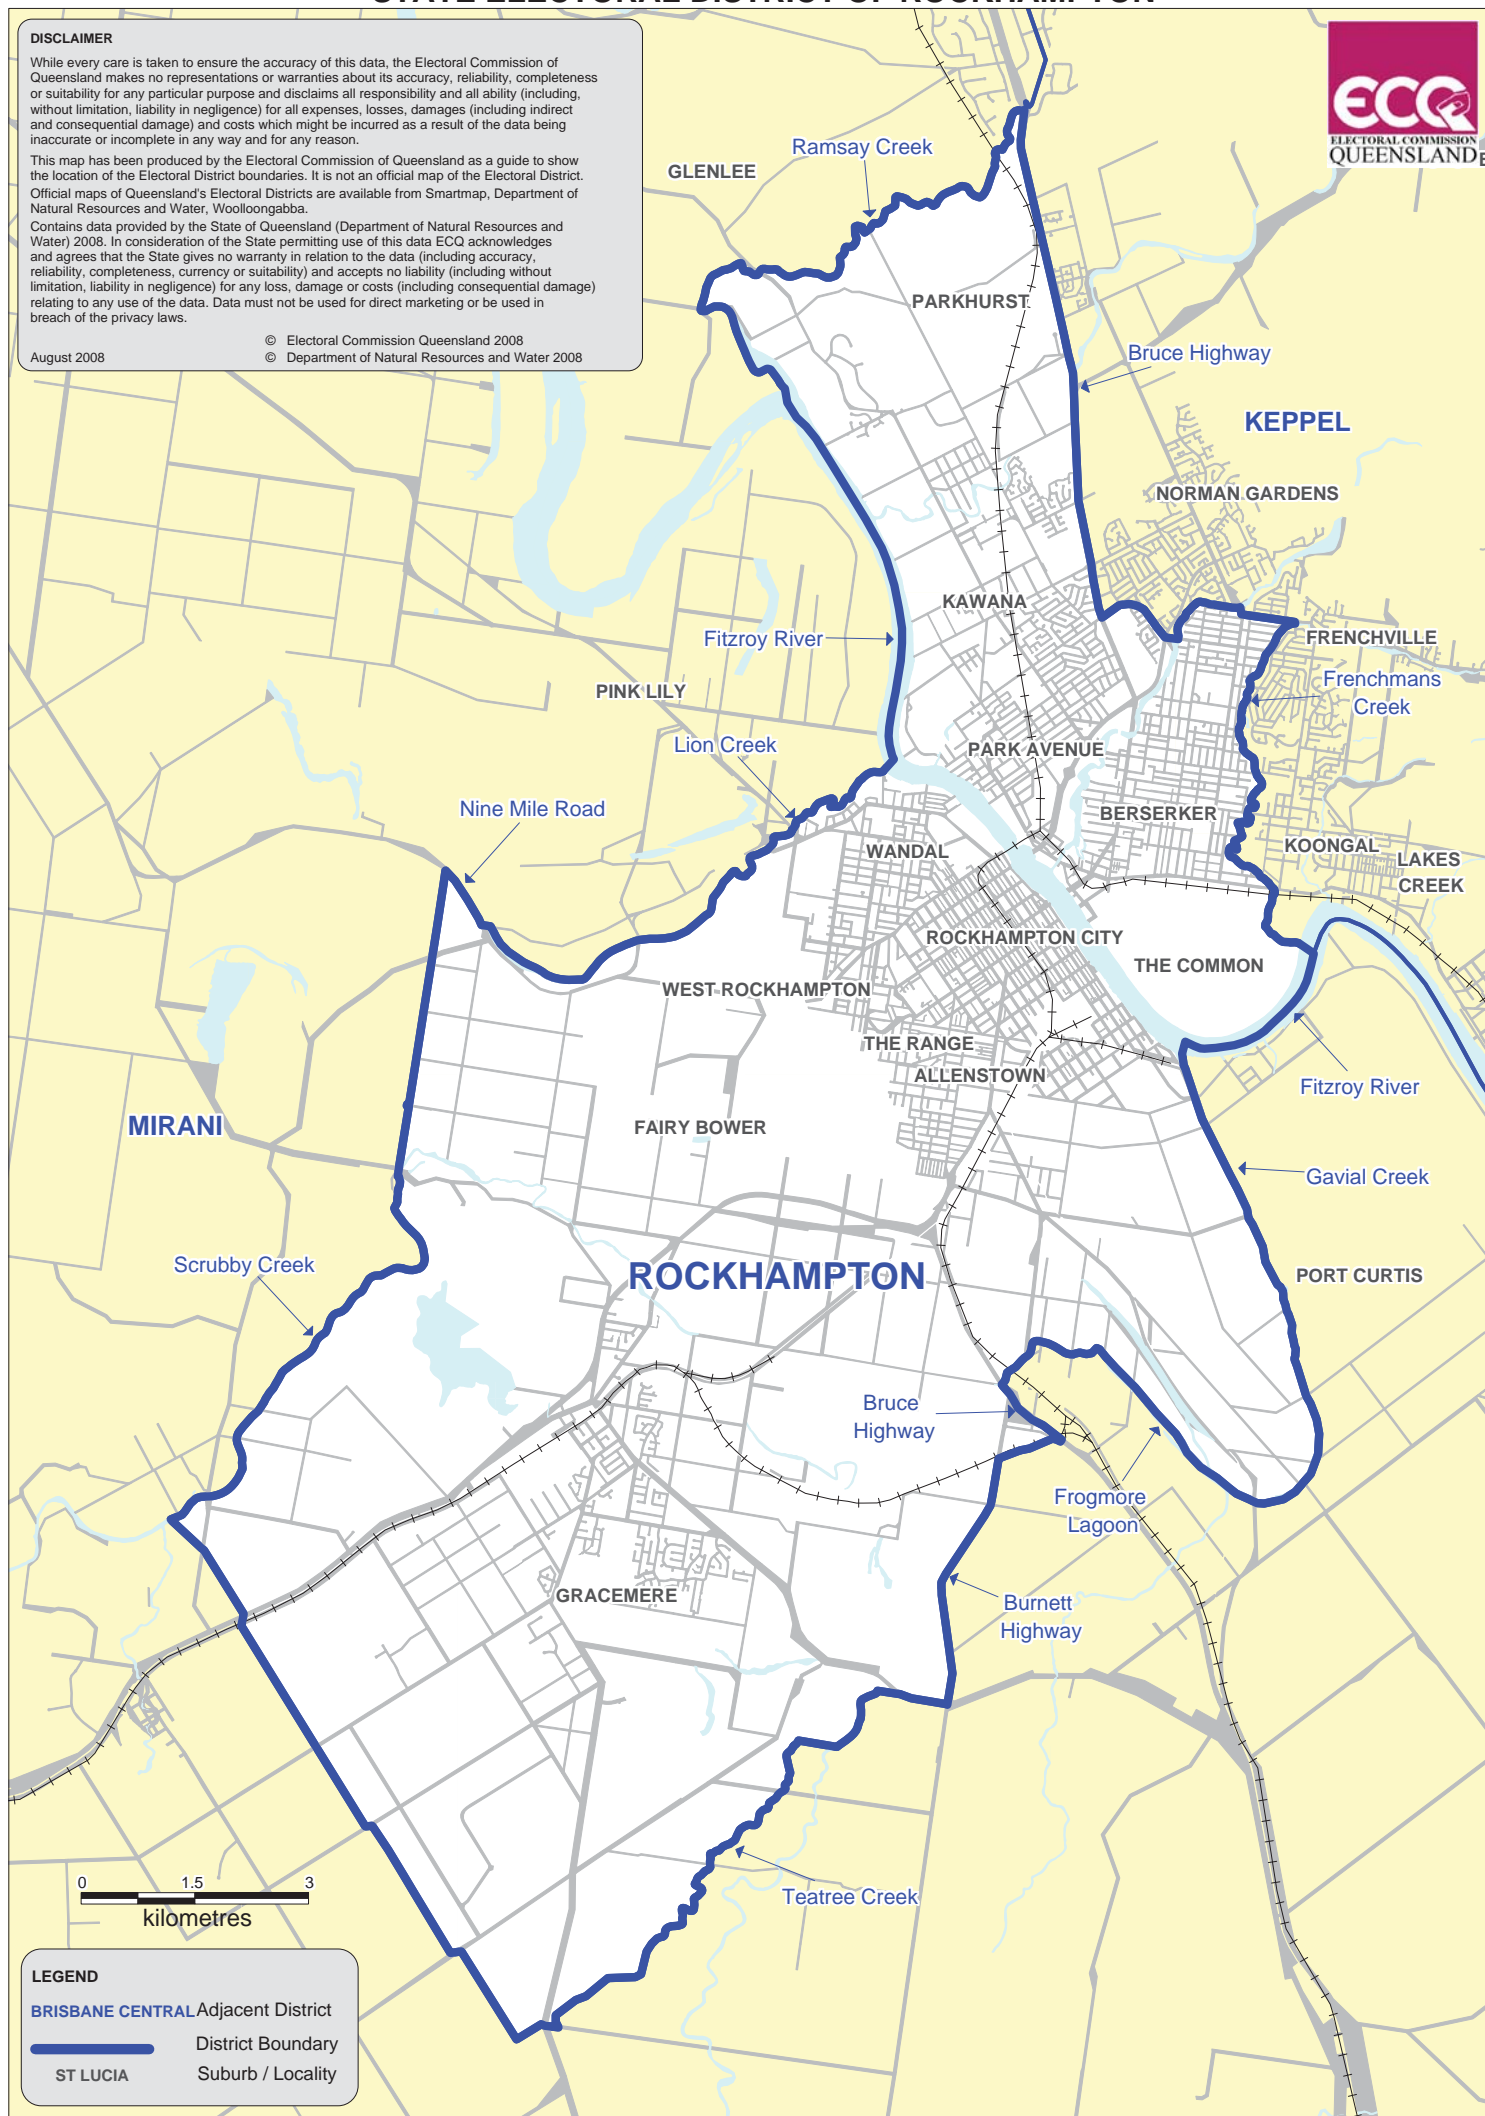 STATE ELECTORAL DISTRICT OF ROCKHAMPTON
DISCLAIMER
While every care is taken to ensure the accuracy of this data, the Electoral Commission of
Queensland makes no representations or warranties about its accuracy, reliability, completeness
or suitability for any particular purpose and disclaims all responsibility and all ability (including,
without limitation, liability in negligence) for all expenses, losses, damages (including indirect
and consequential damage) and costs which might be incurred as a result of the data being
inaccurate or incomplete in any way and for any reason.
This map has been produced by the Electoral Commission of Queensland as a guide to show
the location of the Electoral District boundaries. It is not an official map of the Electoral District.
Official maps of Queensland's Electoral Districts are available from Smartmap, Department of
Natural Resources and Water, Woolloongabba.
Contains data provided by the State of Queensland (Department of Natural Resources and
Water) 2008. In consideration of the State permitting use of this data ECQ acknowledges
and agrees that the State gives no warranty in relation to the data (including accuracy,
reliability, completeness, currency or suitability) and accepts no liability (including without
limitation, liability in negligence) for any loss, damage or costs (including consequential damage)
relating to any use of the data. Data must not be used for direct marketing or be used in
breach of the privacy laws.
© Electoral Commission Queensland 2008
August 2008 © Department of Natural Resources and Water 2008
ECQ
ELECTORAL COMMISSION
QUEENSLAND
Ramsay Creek
GLENLEE
PARKHURST
Bruce Highway
KEPPEL
NORMAN GARDENS
KAWANA
Fitzroy River
FRENCHVILLE
PINK LILY
Frenchmans
Creek
Lion Creek
PARK AVENUE
Nine Mile Road
BERSERKER
WANDAL
KOONGAL
LAKES
CREEK
ROCKHAMPTON CITY
THE COMMON
WEST ROCKHAMPTON
THE RANGE
ALLENSTOWN
Fitzroy River
MIRANI
FAIRY BOWER
Gavial Creek
Scrubby Creek
ROCKHAMPTON
PORT CURTIS
Bruce
Highway
Frogmore
Lagoon
GRACEMERE
Burnett
Highway
Teatree Creek
0 1.5 3
kilometres
LEGEND
BRISBANE CENTRAL Adjacent District
District Boundary
ST LUCIA Suburb / Locality